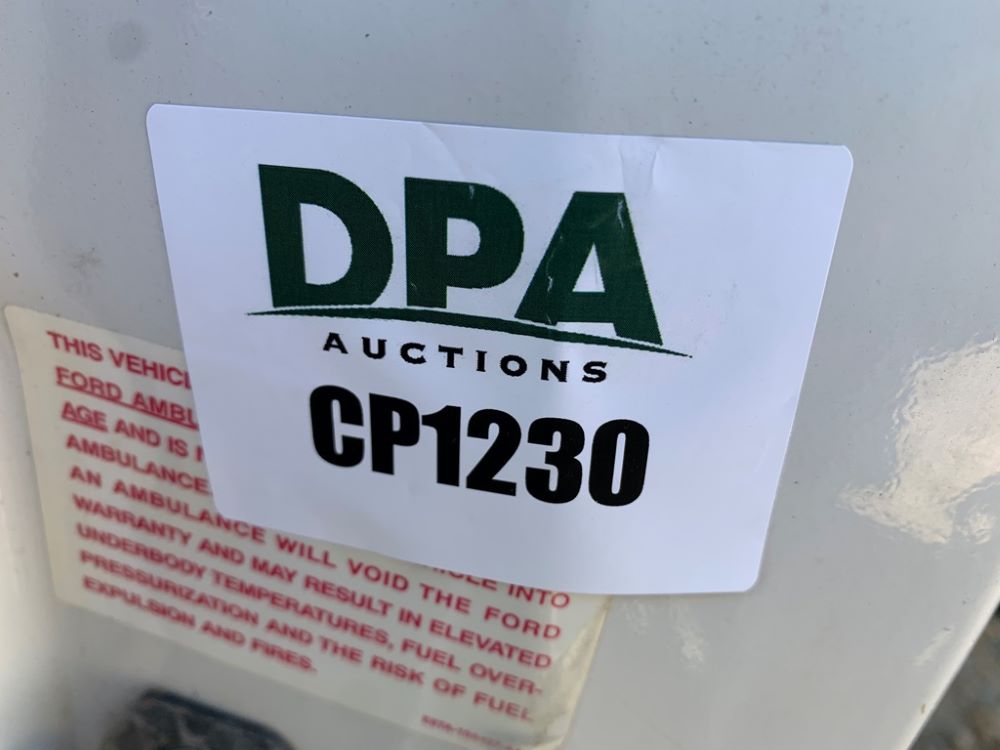 DPA
AUCTIONS
CP1230
THIS VEHICL
FORD AMBU
AGE AND IS
AMBULANCE.
AN AMBULANCE WILL VOID THE FORD
INTO
WARRANTY AND MAY RESULT IN ELEVATED
UNDERBODY TEMPERATURES, FUEL OVER-
PRESSURIZATION AND THE RISK OF FUEL
EXPULSION AND FIRES.